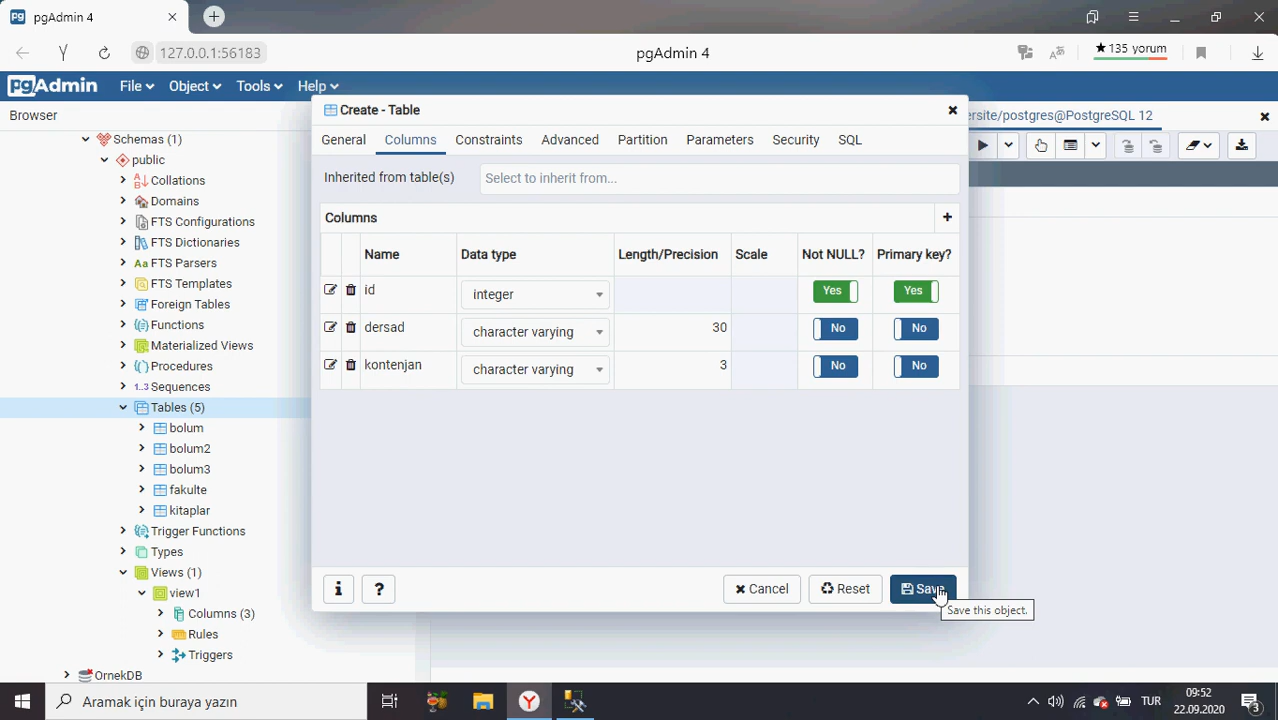 pgAdmin 4
127.0.0.1:56183
pgAdmin 4
★135 yorum
pgAdmin
File
Object
Tools
Help
Browser
Create - Table
ersite/postgres@PostgreSQL 12
General
Columns
Constraints
Advanced
Partition
Parameters
Security
SQL
Schemas (1)
public
Collations
Domains
FTS Configurations
FTS Dictionaries
Aa FTS Parsers
FTS Templates
Foreign Tables
Functions
Materialized Views
Procedures
1..3 Sequences
Tables (5)
bolum
bolum2
bolum3
fakulte
kitaplar
Trigger Functions
Types
Views (1)
view1
Columns (3)
Rules
Triggers
OrnekDB
Inherited from table(s)
Select to inherit from...
Columns
Name
Data type
Length/Precision
Scale
Not NULL?
Primary key?
id
integer
Yes
Yes
dersad
character varying
30
No
No
kontenjan
character varying
3
No
No
Cancel
Reset
Save
Save this object.
Aramak için buraya yazın
TUR
09:52
22.09.2020
3